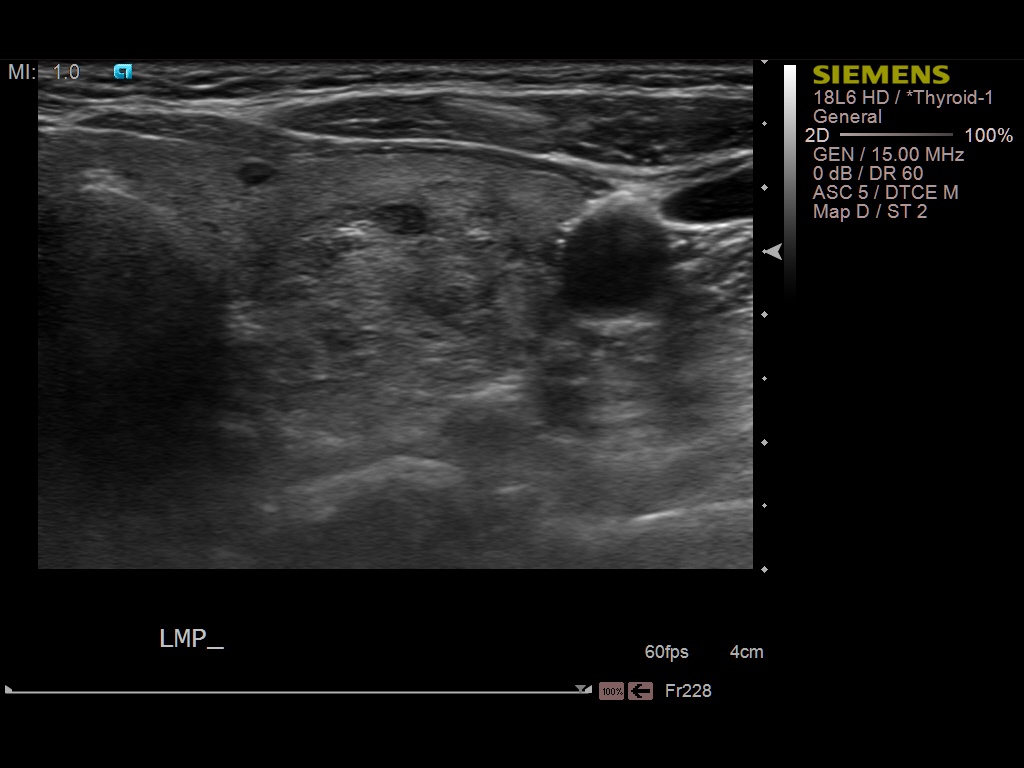 MI: 1.0
SIEMENS
18L6 HD / *Thyroid-1
General
2D 100%
GEN / 15.00 MHz
0 dB / DR 60
ASC 5 / DTCE M
Map D / ST 2
LMP_
60fps 4cm
100% Fr228